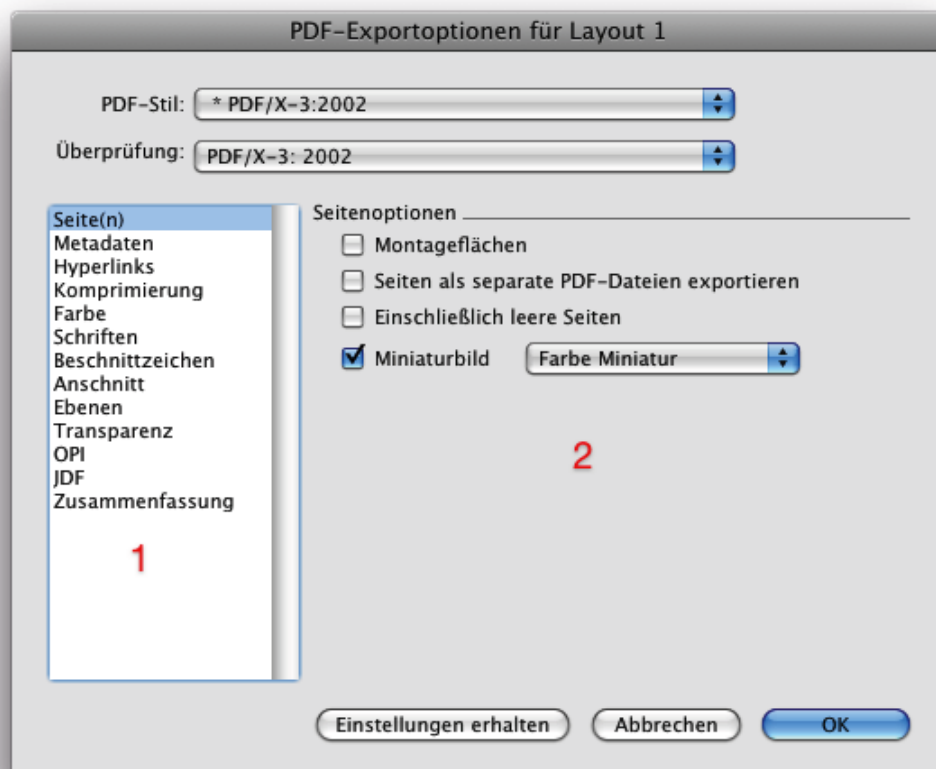 PDF-Exportoptionen für Layout 1
PDF-Stil: * PDF/X-3:2002
Überprüfung: PDF/X-3: 2002
Seite(n)
Metadaten
Hyperlinks
Komprimierung
Farbe
Schriften
Beschnittzeichen
Anschnitt
Ebenen
Transparenz
OPI
JDF
Zusammenfassung
1
Seitenoptionen
Montageflächen
Seiten als separate PDF-Dateien exportieren
Einschließlich leere Seiten
Miniaturbild Farbe Miniatur
2
Einstellungen erhalten Abbrechen OK